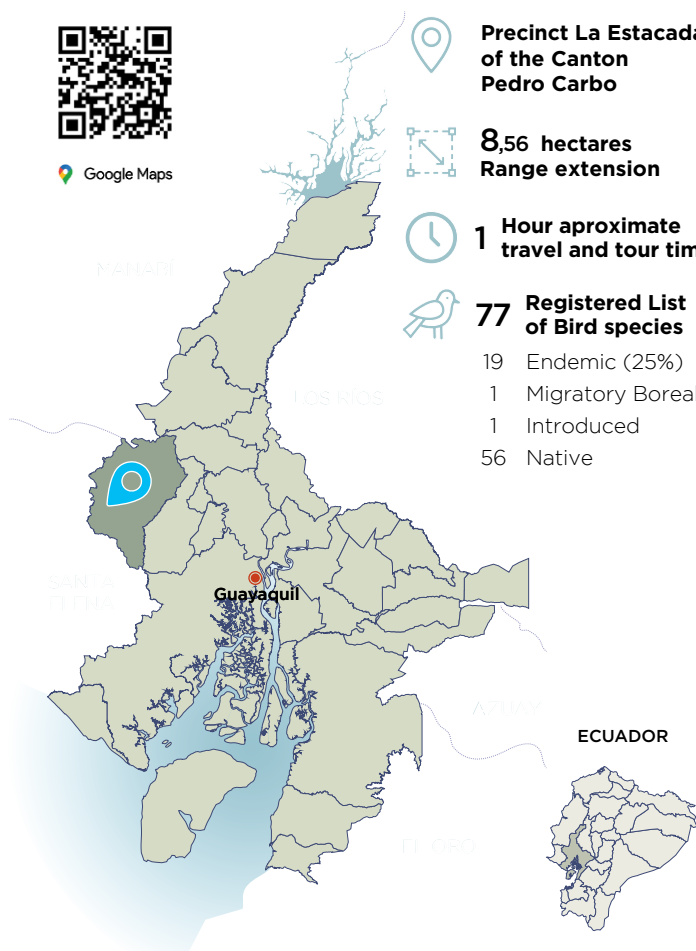 Google Maps
Precinct La Estacada
of the Canton
Pedro Carbo
8,56 hectares
Range extension
1 Hour aproximate
travel and tour tim
77 Registered List
of Bird species
19 Endemic (25%)
1 Migratory Boreal
1 Introduced
56 Native
MANABÍ
LOS RÍOS
SANTA
ELENA
Guayaquil
AZUAY
EL ORO
ECUADOR